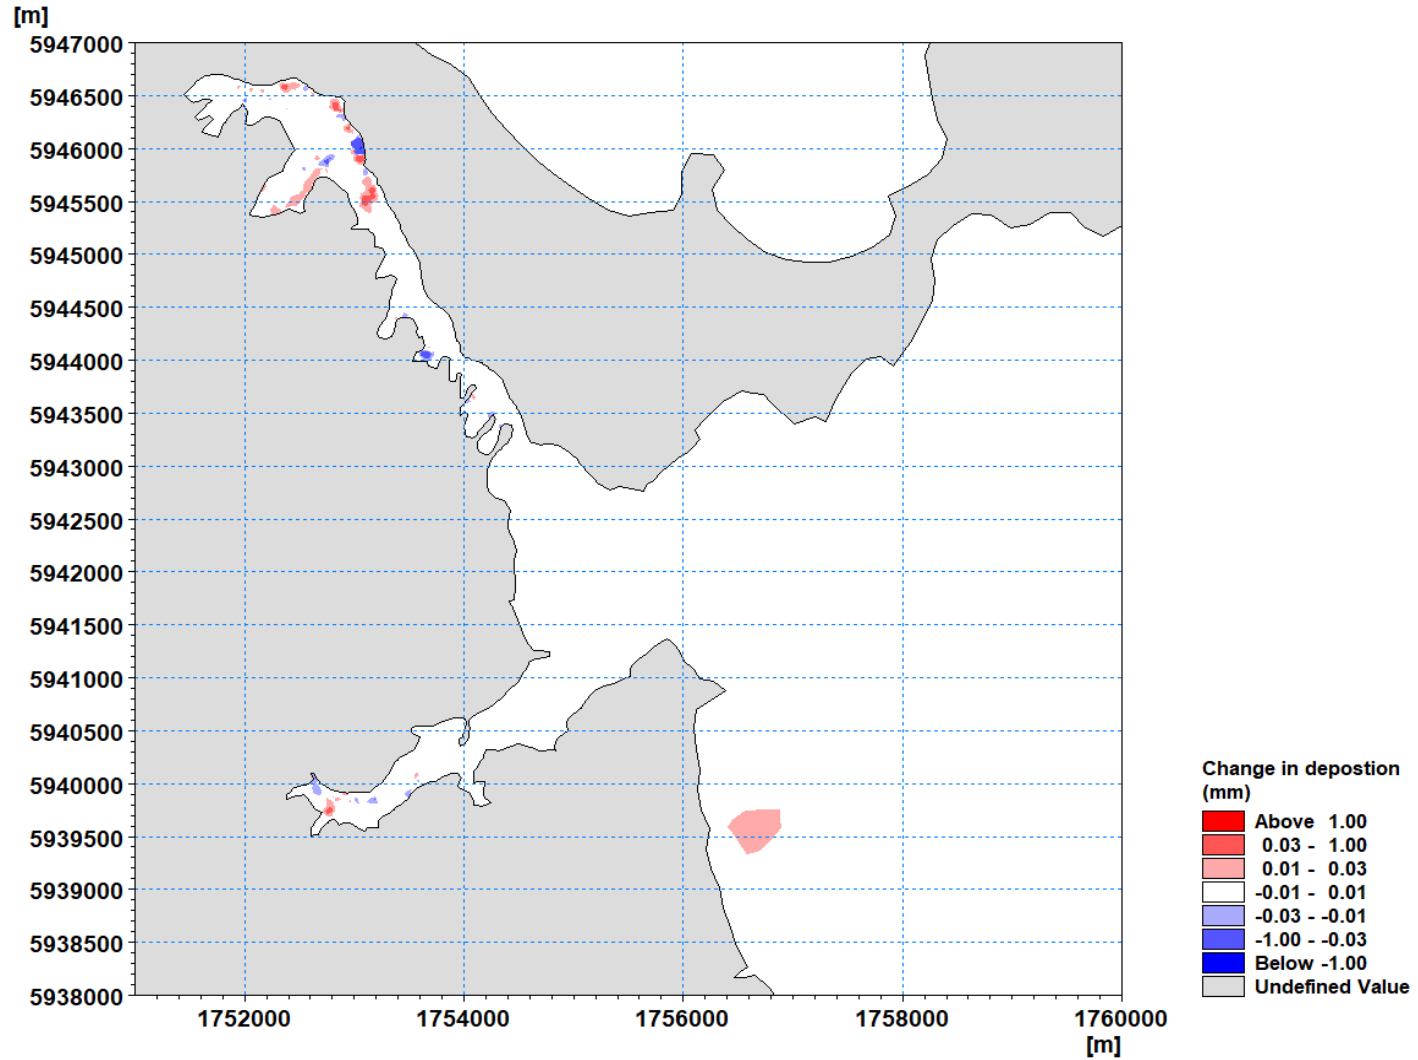 [m]
5947000
5946500
5946000
5945500
5945000
5944500
5944000
5943500
5943000
5942500
5942000
5941500
5941000
5940500
5940000
5939500
5939000
5938500
5938000
1752000 1754000 1756000 1758000 1760000
[m]
Change in depostion
(mm)
Above 1.00
0.03 - 1.00
0.01 - 0.03
-0.01 - 0.01
-0.03 - -0.01
-1.00 - -0.03
Below -1.00
Undefined Value